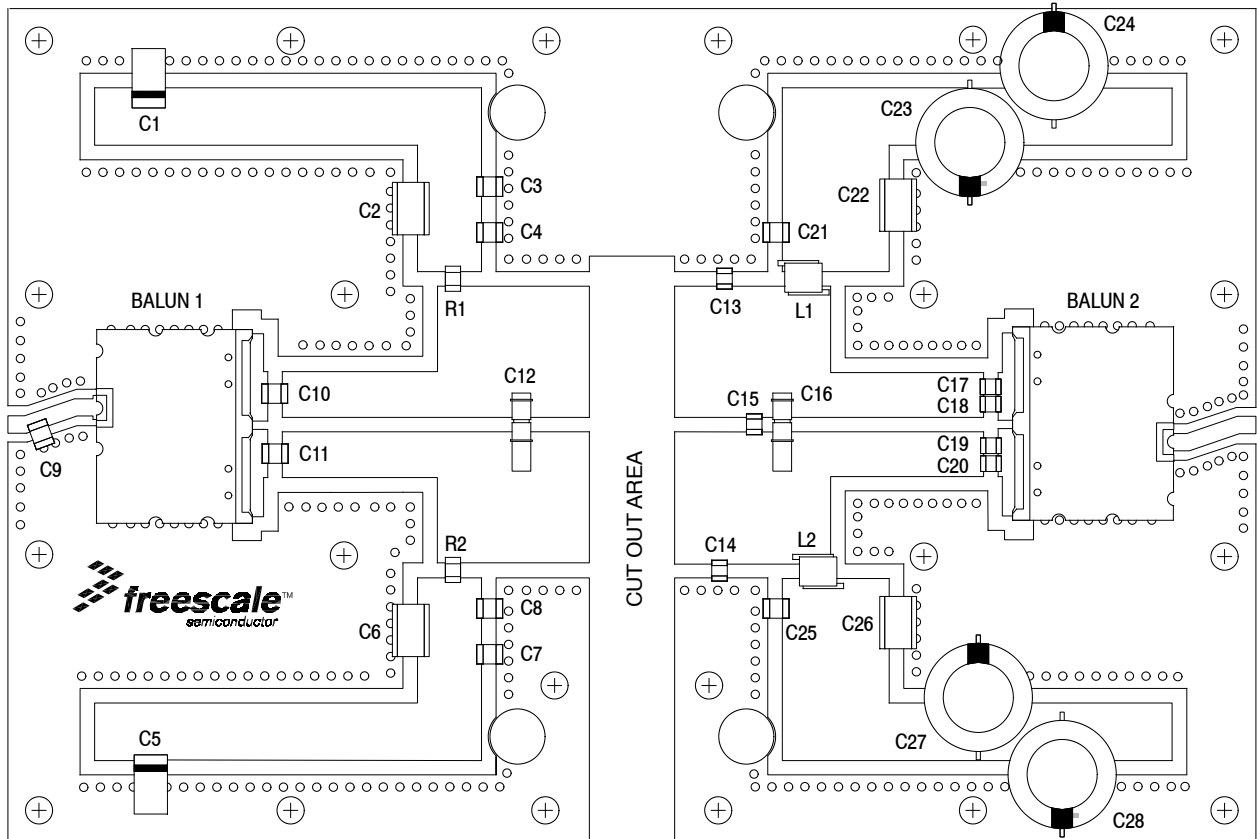 C24
C23
C1
C3
C2
C22
C4
C21
BALUN 1
R1
C13
L1
BALUN 2
C12
C16
C10
C15
C17
C18
C11
C19
C9
C20
CUT OUT AREA
R2
C14
L2
freescale™
semiconductor
C8
C6
C25
C26
C7
C5
C27
C28